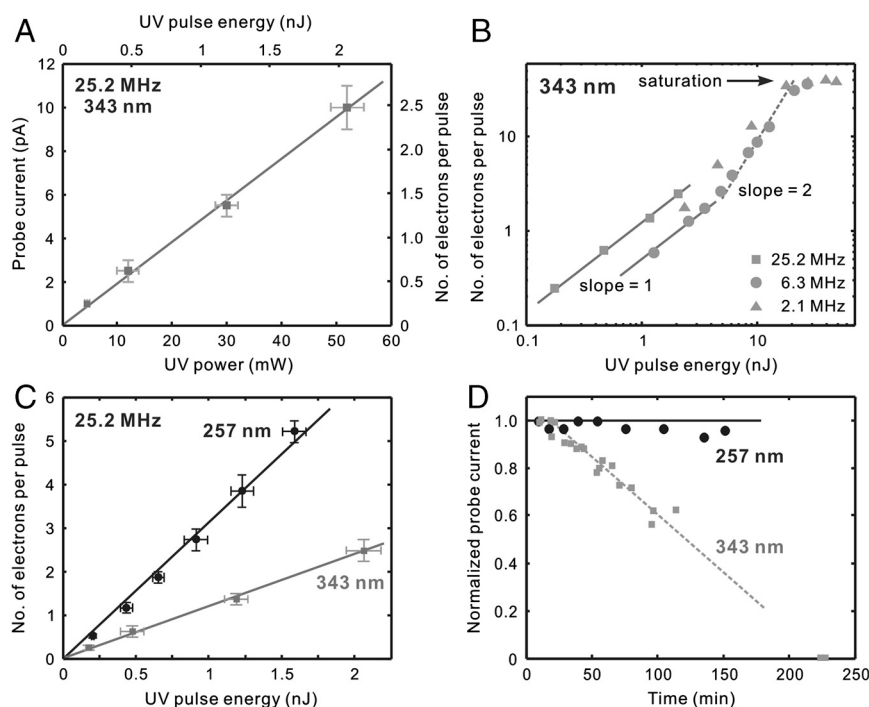 A
UV pulse energy (nJ)
0 0.5 1 1.5 2
25.2 MHz
343 nm
12
10
8
6
4
2
0
Probe current (pA)
2.5
2.0
1.5
1.0
0.5
0
No. of electrons per pulse
0 10 20 30 40 50 60
UV power (mW)
B
343 nm
saturation
10
1
0.1
No. of electrons per pulse
slope = 2
slope = 1
25.2 MHz
6.3 MHz
2.1 MHz
0.1 1 10
UV pulse energy (nJ)
C
25.2 MHz
257 nm
343 nm
6
5
4
3
2
1
0
No. of electrons per pulse
0 0.5 1 1.5 2
UV pulse energy (nJ)
D
1.0
0.8
0.6
0.4
0.2
0
Normalized probe current
257 nm
343 nm
0 50 100 150 200 250
Time (min)